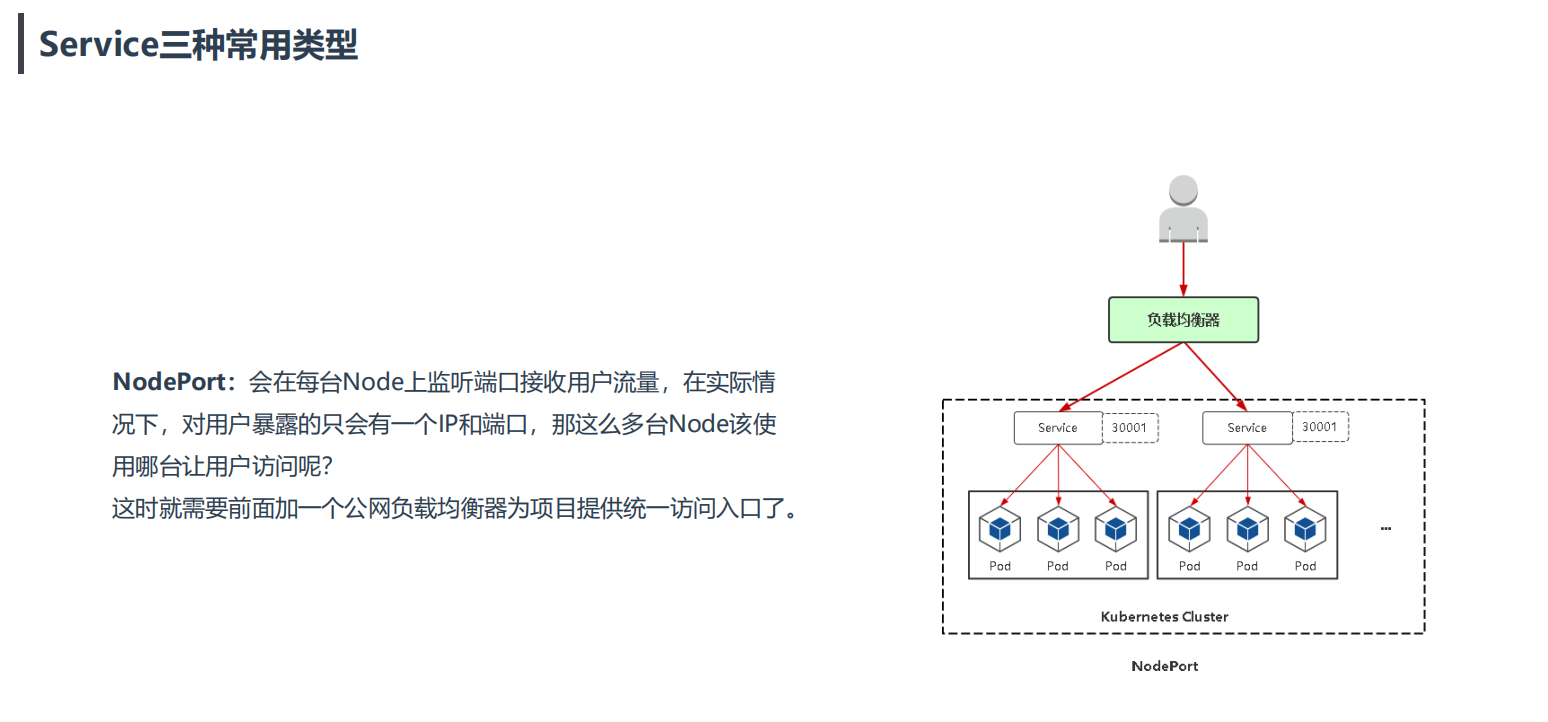 Service三种常用类型
NodePort：会在每台Node上监听端口接收用户流量，在实际情
况下，对用户暴露的只会有一个IP和端口，那这么多台Node该使
用哪台让用户访问呢？
这时就需要前面加一个公网负载均衡器为项目提供统一访问入口了。
负载均衡器
Service 30001 Service 30001
Pod Pod Pod Pod Pod Pod
...
Kubernetes Cluster
NodePort